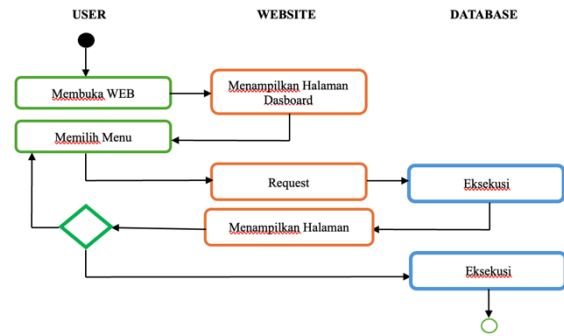 USER
WEBSITE
DATABASE
Membuka WEB
Menampilkan Halaman
Dasboard
Memilih Menu
Request
Eksekusi
Menampilkan Halaman
Eksekusi